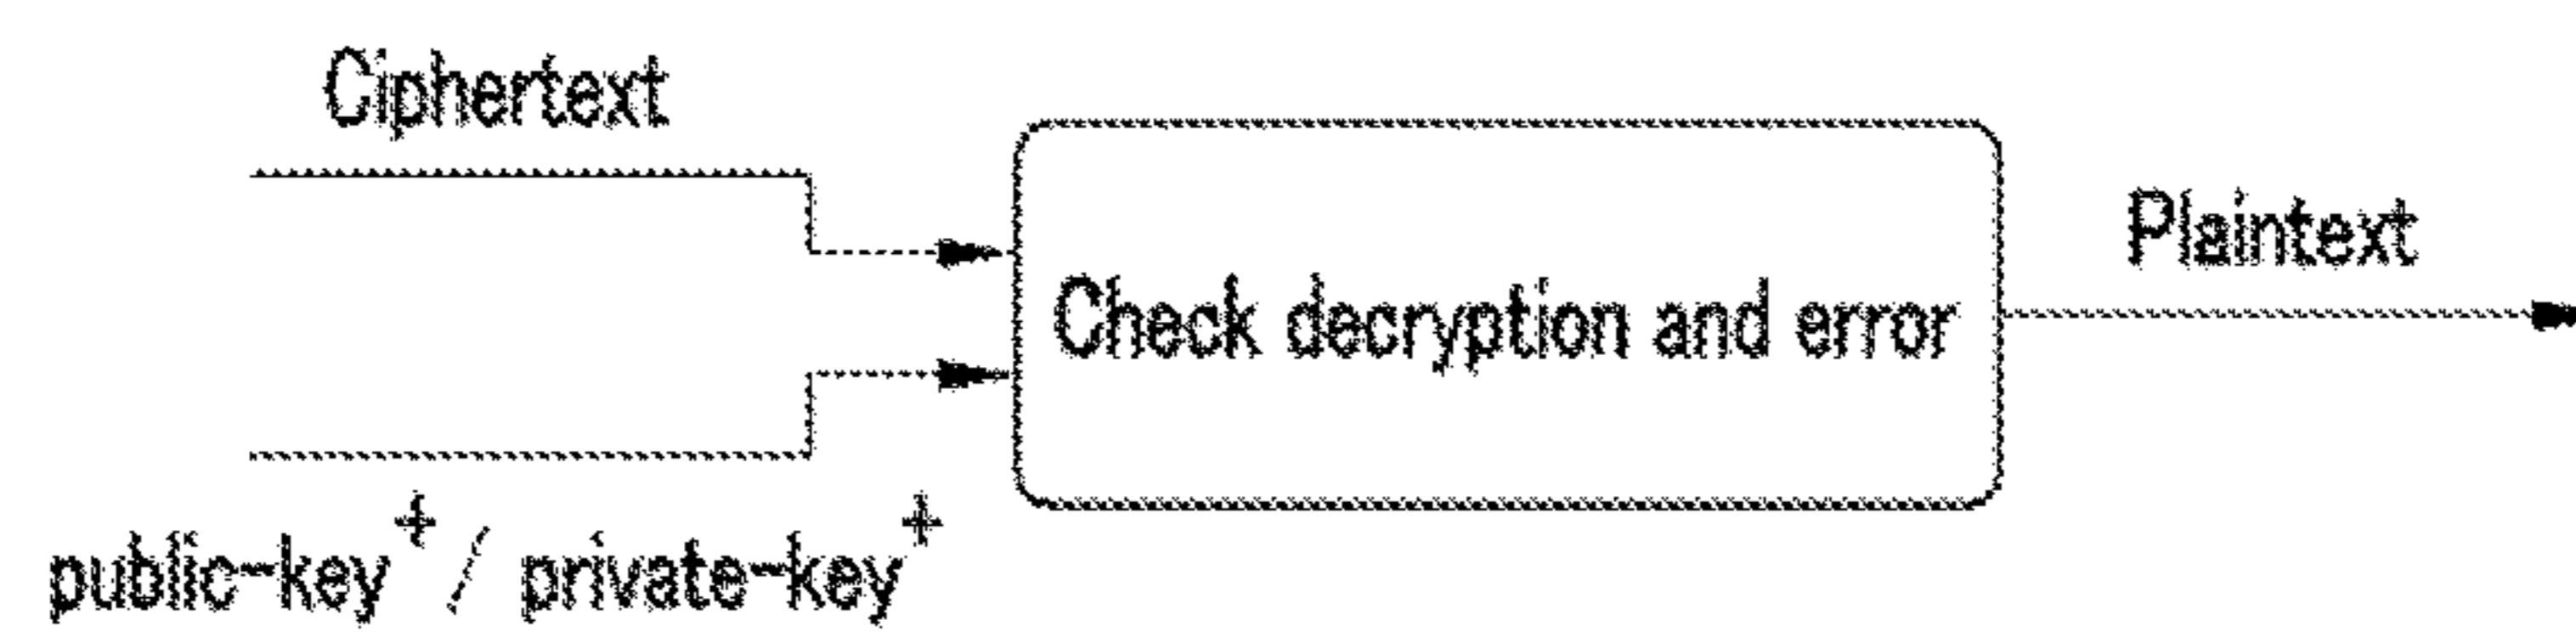 Ciphertext
Plaintext
Check decryption and error
public-key⁺/ private-key⁺